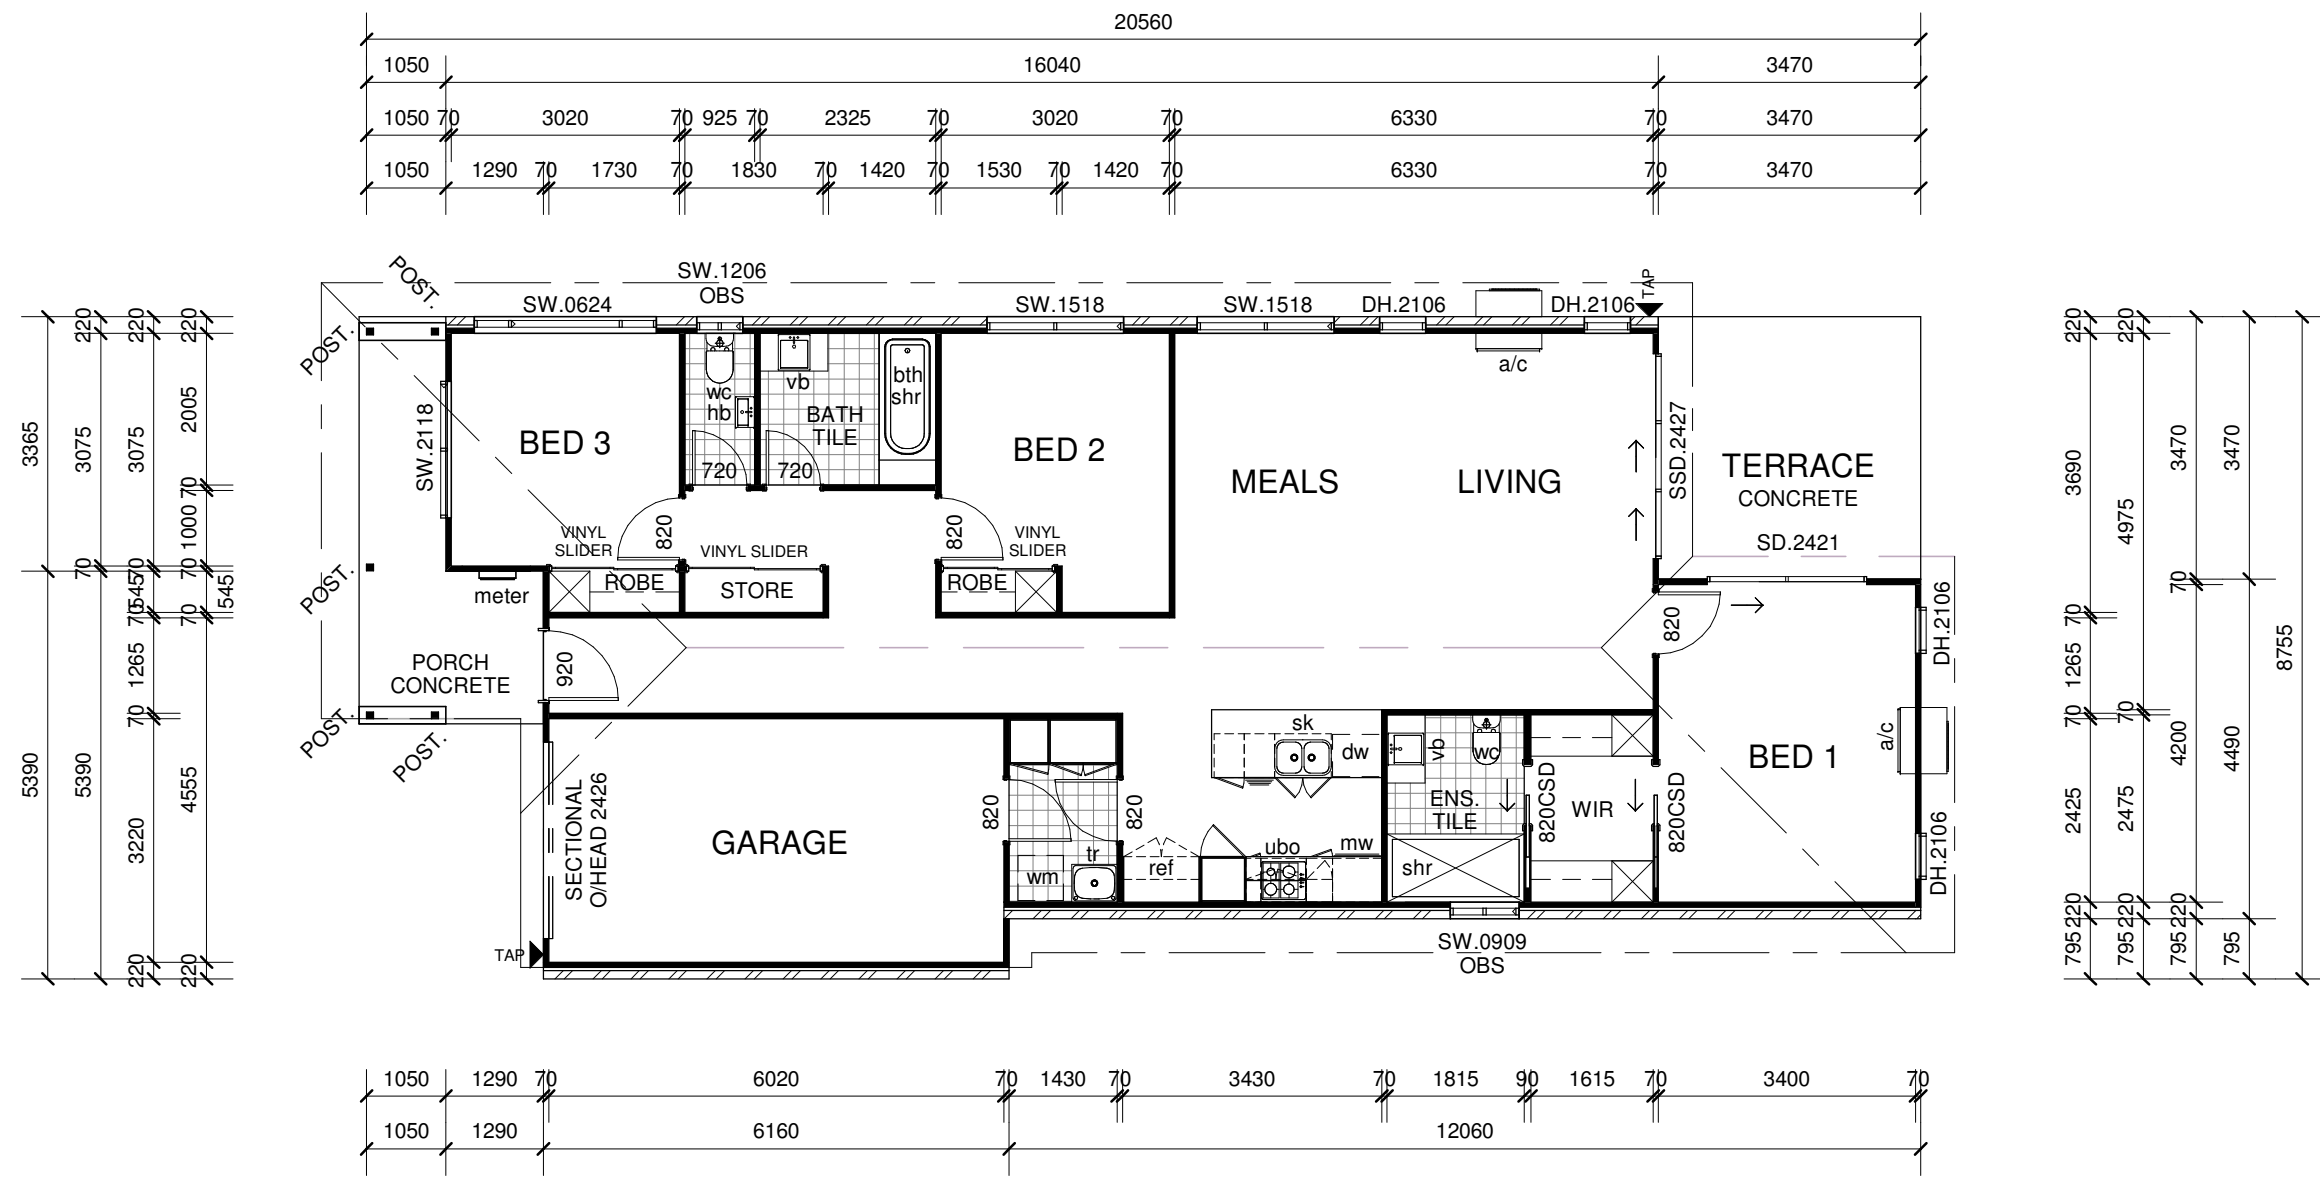 20560
1050 16040 3470
1050 70 3020 70 925 70 2325 70 3020 70 6330 70 3470
1050 1290 70 1730 70 1830 70 1420 70 1530 70 1420 70 6330 70 3470
POST.
SW.0624
SW.1206
OBS
SW.1518
SW.1518
DH.2106
DH.2106
TAP
POST.
SW.2118
BED 3
wc
hb
720
vb
BATH
TILE
720
bth
shr
BED 2
MEALS
LIVING
a/c
SSD.2427
TERRACE
CONCRETE
SD.2421
VINYL
SLIDER
820
VINYL SLIDER
820
VINYL
SLIDER
POST.
meter
ROBE
STORE
ROBE
820
DH.2106
PORCH
CONCRETE
920
POST.
POST.
SECTIONAL
O/HEAD 2426
GARAGE
820
820
tr
wm
sk
dw
ref
ubo
mw
vb
wc
ENS.
TILE
shr
820CSD
WIR
820CSD
BED 1
a/c
DH.2106
TAP
SW.0909
OBS
3365
5390
220
3075
70
5390
220
3075
70
545
70
1265
70
3220
220
220
2005
70
1000
70
545
70
4555
220
220
3690
70
1265
70
2425
220
795
220
4975
70
2475
220
795
3470
70
4200
220
795
3470
4490
795
8755
1050 1290 70 6020 70 1430 70 3430 70 1815 90 1615 70 3400 70
1050 1290 6160 12060